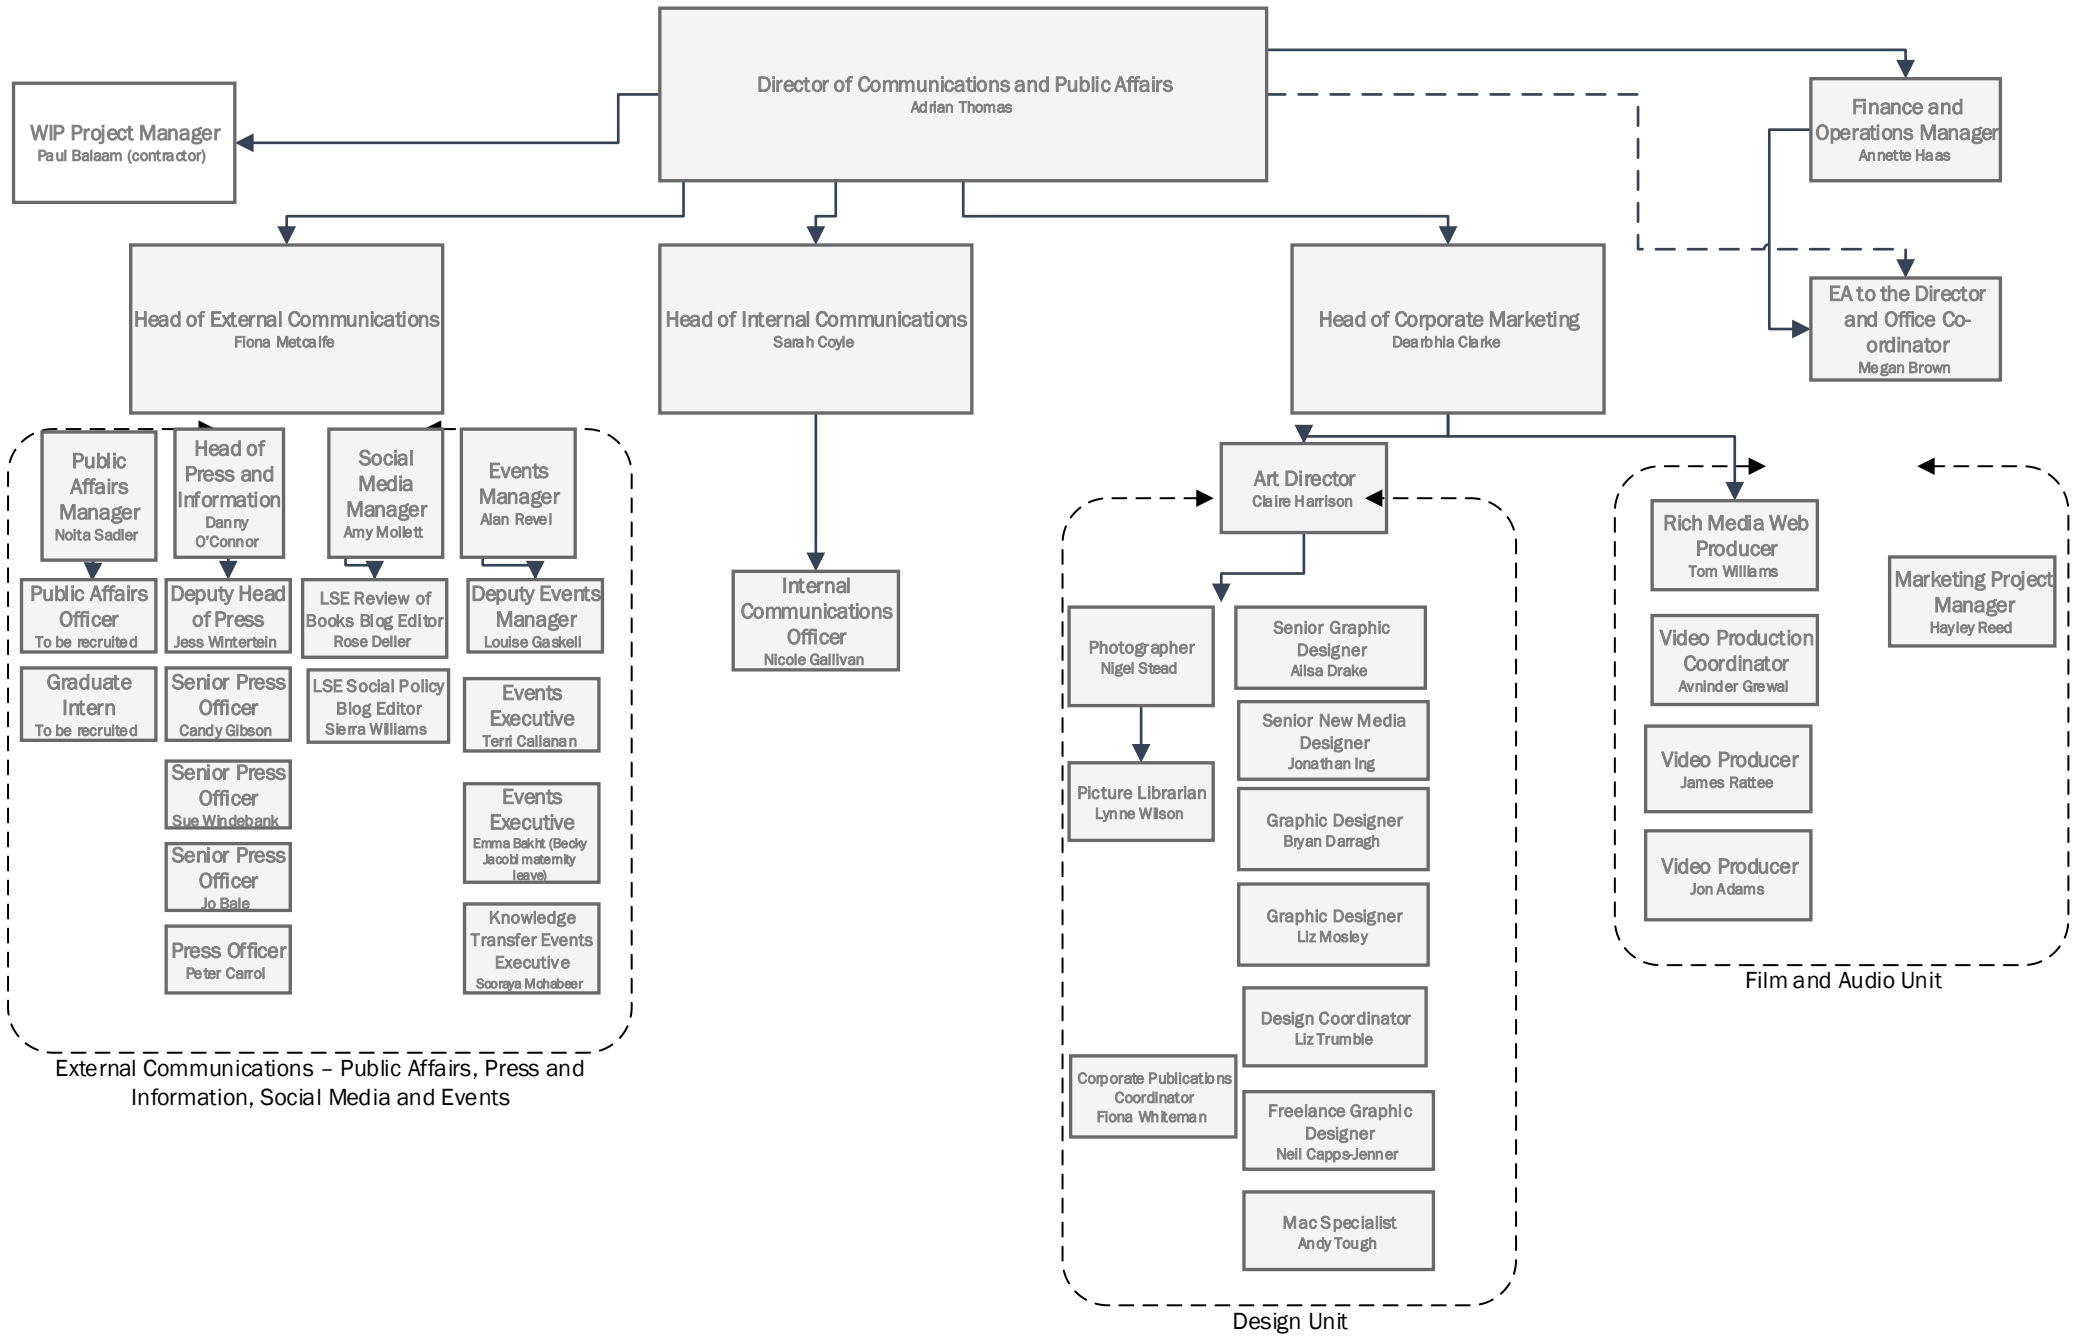 Director of Communications and Public Affairs
Adrian Thomas
WIP Project Manager
Paul Balaam (contractor)
Finance and
Operations Manager
Annette Haas
EA to the Director
and Office Co-
ordinator
Megan Brown
Head of External Communications
Fiona Metcalfe
Head of Internal Communications
Sarah Coyle
Head of Corporate Marketing
Dearbhla Clarke
Public
Affairs
Manager
Noita Sadler
Head of
Press and
Information
Danny
O'Connor
Social
Media
Manager
Amy Mollett
Events
Manager
Alan Revel
Public Affairs
Officer
To be recruited
Deputy Head
of Press
Jess Wintertein
LSE Review of
Books Blog Editor
Rose Deller
Deputy Events
Manager
Louise Gaskell
Graduate
Intern
To be recruited
Senior Press
Officer
Candy Gibson
LSE Social Policy
Blog Editor
Sierra Williams
Events
Executive
Terri Callanan
Senior Press
Officer
Sue Windebank
Events
Executive
Emma Bakht (Becky
Jacobi maternity
leave)
Senior Press
Officer
Jo Bale
Knowledge
Transfer Events
Executive
Sooraya Mohabeer
Press Officer
Peter Carrol
External Communications – Public Affairs, Press and
Information, Social Media and Events
Internal
Communications
Officer
Nicole Gallivan
Art Director
Claire Harrison
Photographer
Nigel Stead
Picture Librarian
Lynne Wilson
Corporate Publications
Coordinator
Fiona Whiteman
Senior Graphic
Designer
Ailsa Drake
Senior New Media
Designer
Jonathan Ing
Graphic Designer
Bryan Darragh
Graphic Designer
Liz Mosley
Design Coordinator
Liz Trumble
Freelance Graphic
Designer
Neil Capps-Jenner
Mac Specialist
Andy Tough
Design Unit
Rich Media Web
Producer
Tom Williams
Video Production
Coordinator
Avninder Grewal
Video Producer
James Rattee
Video Producer
Jon Adams
Marketing Project
Manager
Hayley Reed
Film and Audio Unit